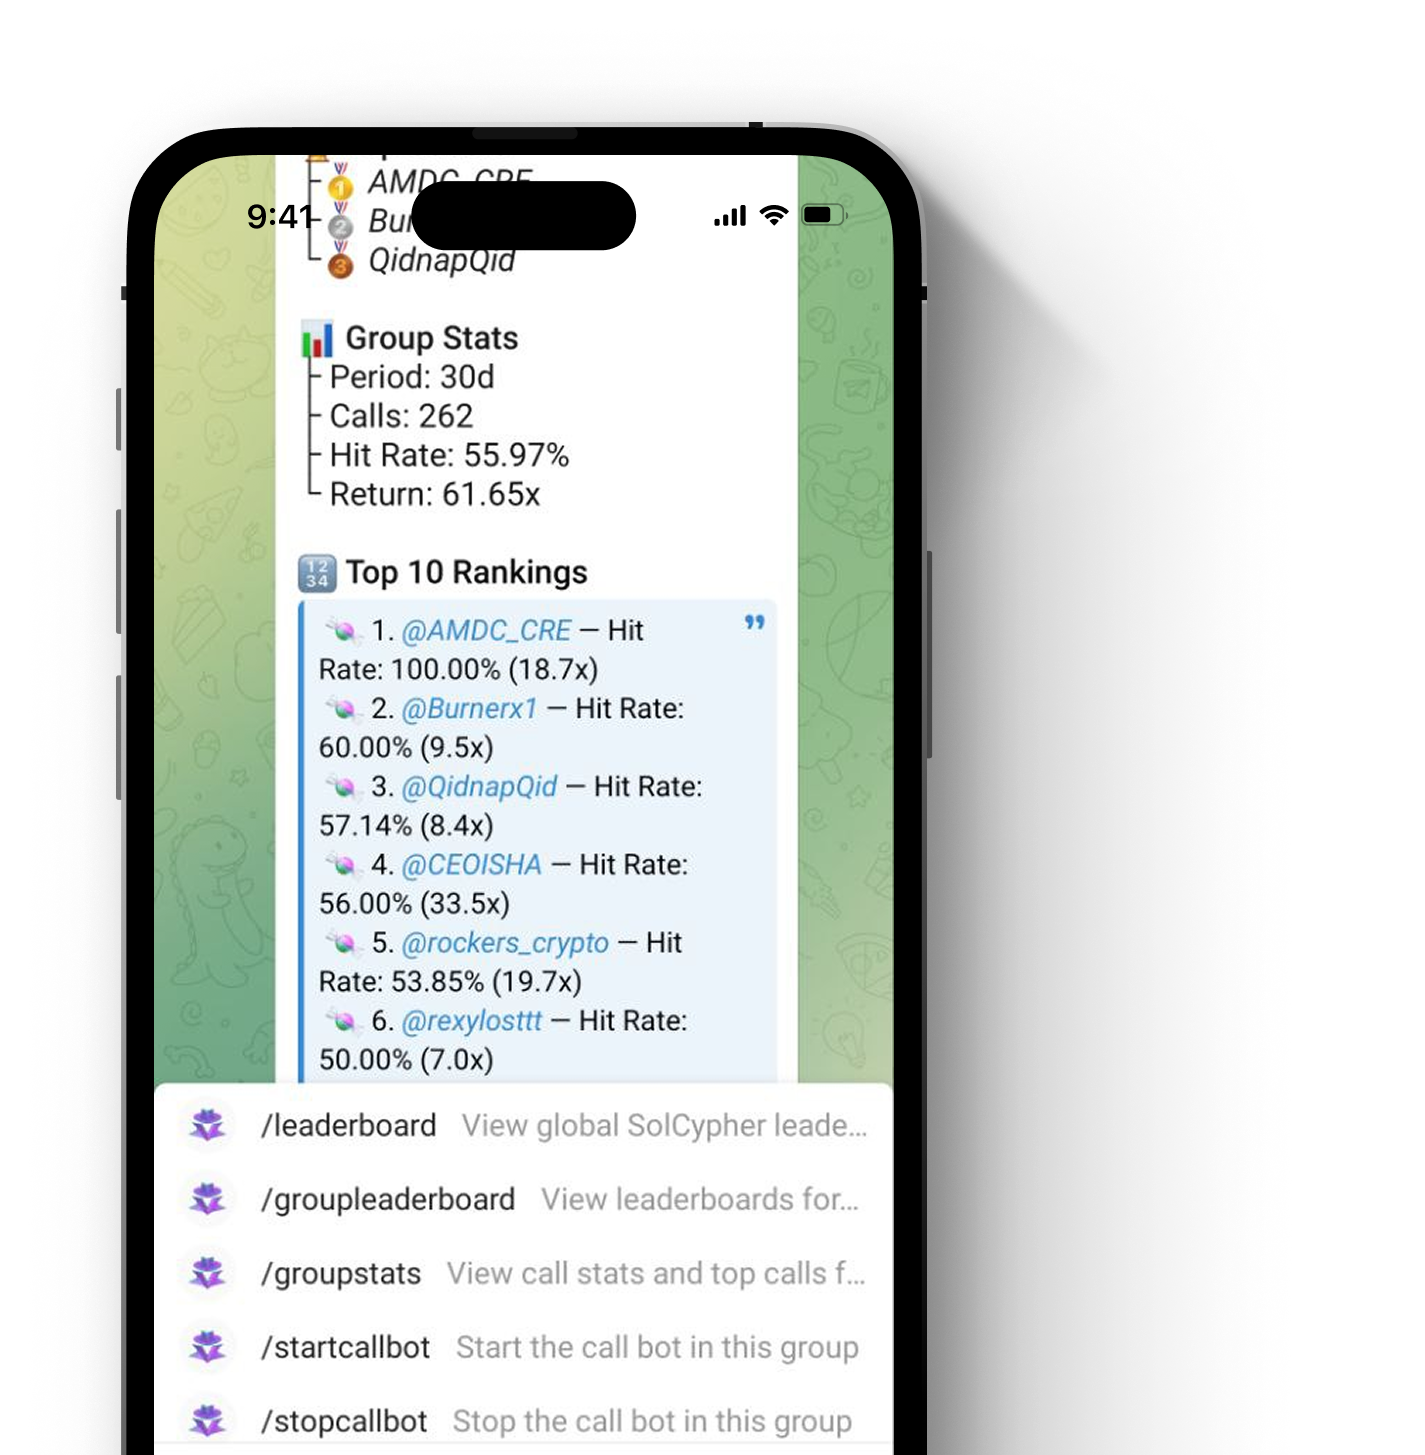 AMDC_CRE
9:41
QidnapQid
Group Stats
Period: 30d
Calls: 262
Hit Rate: 55.97%
Return: 61.65x
Top 10 Rankings
1. @AMDC_CRE — Hit
Rate: 100.00% (18.7x)
2. @Burnerx1 — Hit Rate:
60.00% (9.5x)
3. @QidnapQid — Hit Rate:
57.14% (8.4x)
4. @CEOISHA — Hit Rate:
56.00% (33.5x)
5. @rockers_crypto — Hit
Rate: 53.85% (19.7x)
6. @rexylosttt — Hit Rate:
50.00% (7.0x)
/leaderboard View global SolCypher leade...
/groupleaderboard View leaderboards for...
/groupstats View call stats and top calls f...
/startcallbot Start the call bot in this group
/stopcallbot Stop the call bot in this group